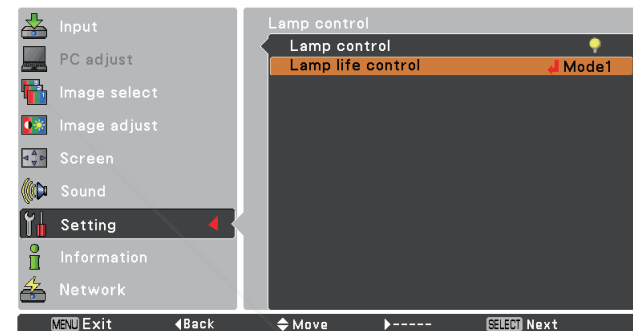 Input
PC adjust
Image select
Image adjust
Screen
Sound
Setting
Information
Network
Lamp control
Lamp control
Lamp life control Mode1
MENU Exit ◀Back Move ▶----- SELECT Next